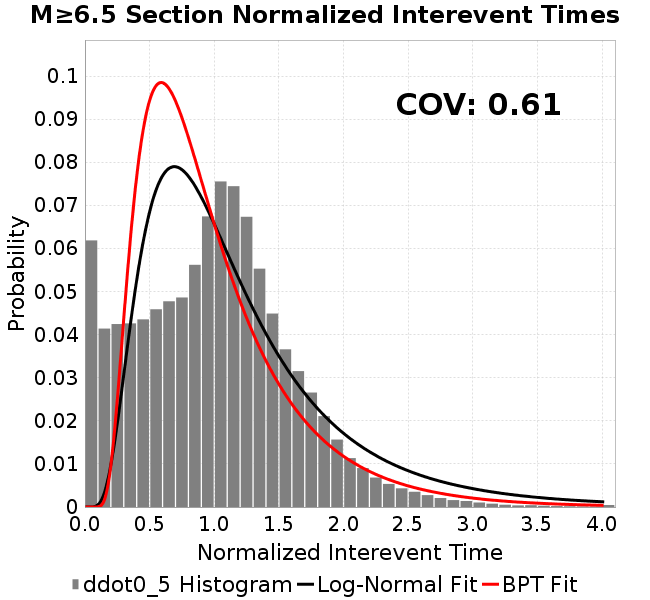 M≥6.5 Section Normalized Interevent Times
COV: 0.61
Probability
0.1
0.09
0.08
0.07
0.06
0.05
0.04
0.03
0.02
0.01
0
0.0 0.5 1.0 1.5 2.0 2.5 3.0 3.5 4.0
Normalized Interevent Time
ddot0_5 Histogram Log-Normal Fit BPT Fit